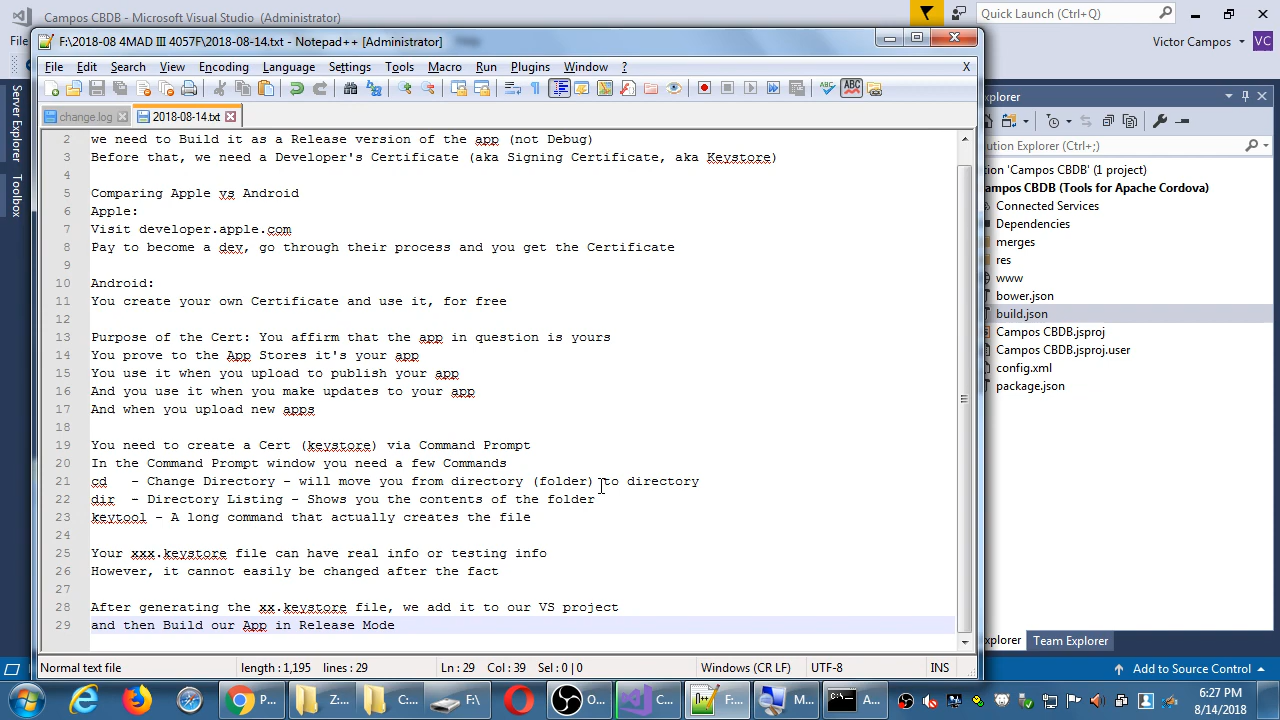 Campos CBDB - Microsoft Visual Studio (Administrator)
Quick Launch (Ctrl+Q)
F:\2018-08 4MAD III 4057F\2018-08-14.txt - Notepad++ [Administrator]
Victor Campos
VC
File Edit Search View Encoding Language Settings Tools Macro Run Plugins Window ? X
change.log
2018-08-14.txt
2 we need to Build it as a Release version of the app (not Debug)
3 Before that, we need a Developer's Certificate (aka Signing Certificate, aka Keystore)
4
5 Comparing Apple vs Android
6 Apple:
7 Visit developer.apple.com
8 Pay to become a dev, go through their process and you get the Certificate
9
10 Android:
11 You create your own Certificate and use it, for free
12
13 Purpose of the Cert: You affirm that the app in question is yours
14 You prove to the App Stores it's your app
15 You use it when you upload to publish your app
16 And you use it when you make updates to your app
17 And when you upload new apps
18
19 You need to create a Cert (keystore) via Command Prompt
20 In the Command Prompt window you need a few Commands
21 cd - Change Directory - will move you from directory (folder) to directory
22 dir - Directory Listing - Shows you the contents of the folder
23 keytool - A long command that actually creates the file
24
25 Your xxx.keystore file can have real info or testing info
26 However, it cannot easily be changed after the fact
27
28 After generating the xx.keystore file, we add it to our VS project
29 and then Build our App in Release Mode
Normal text file
length : 1,195 lines : 29
Ln : 29 Col : 39 Sel : 0 | 0
Windows (CR LF)
UTF-8
INS
Server Explorer
Toolbox
Fil
xplorer
ution Explorer (Ctrl+;)
tion 'Campos CBDB' (1 project)
ampos CBDB (Tools for Apache Cordova)
Connected Services
Dependencies
merges
res
www
bower.json
build.json
Campos CBDB.jsproj
Campos CBDB.jsproj.user
config.xml
package.json
xplorer
Team Explorer
Add to Source Control
P...
Z:...
C:...
F:\
O...
C...
F:...
M...
A...
6:27 PM
8/14/2018